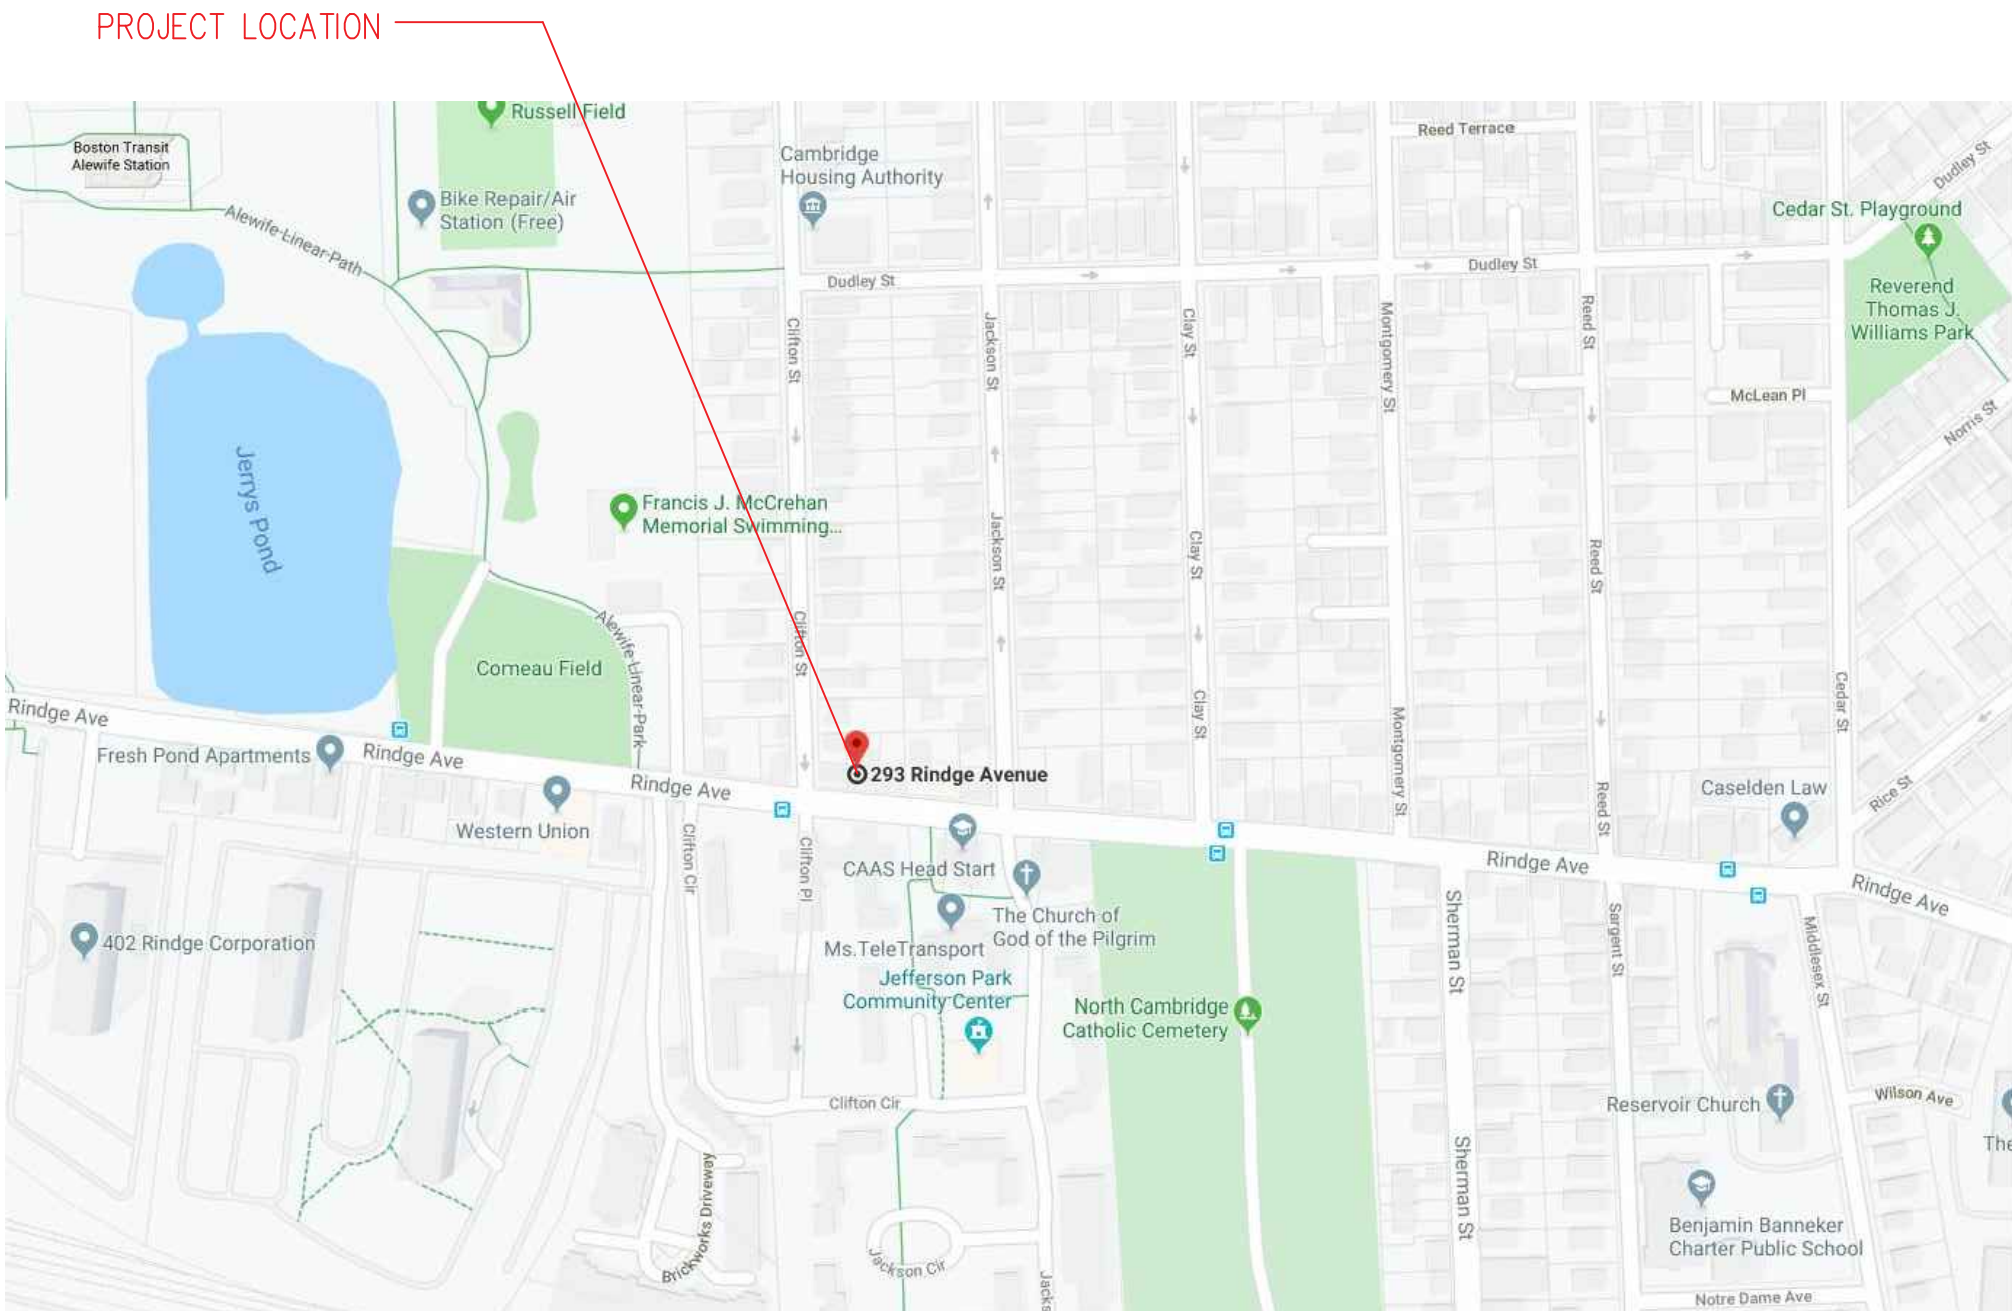 PROJECT LOCATION
Russell Field
Boston Transit
Alewife Station
Reed Terrace
Cambridge
Housing Authority
Dudley St
Bike Repair/Air
Station (Free)
Alewife Linear Path
Cedar St. Playground
Dudley St
Dudley St
Reverend
Thomas J.
Williams Park
Clifton St
Jackson St
Clay St
Montgomery St
Reed St
McLean Pl
Norris St
Jerrys Pond
Francis J. McCrehan
Memorial Swimming...
Jackson St
Clay St
Reed St
Alewife Linear Park
Clifton St
Comeau Field
Clay St
Montgomery St
Cedar St
Rindge Ave
Fresh Pond Apartments
Rindge Ave
Rindge Ave
293 Rindge Avenue
Reed St
Caselden Law
Rice St
Western Union
Clifton Cir
Clifton Pl
CAAS Head Start
Rindge Ave
Rindge Ave
402 Rindge Corporation
Ms.TeleTransport
The Church of
God of the Pilgrim
Sherman St
Sargent St
Middlesex St
Jefferson Park
Community Center
North Cambridge
Catholic Cemetery
Clifton Cir
Reservoir Church
Wilson Ave
The
Brickworks Driveway
Sherman St
Benjamin Banneker
Charter Public School
Jackson Cir
Jacks
Notre Dame Ave